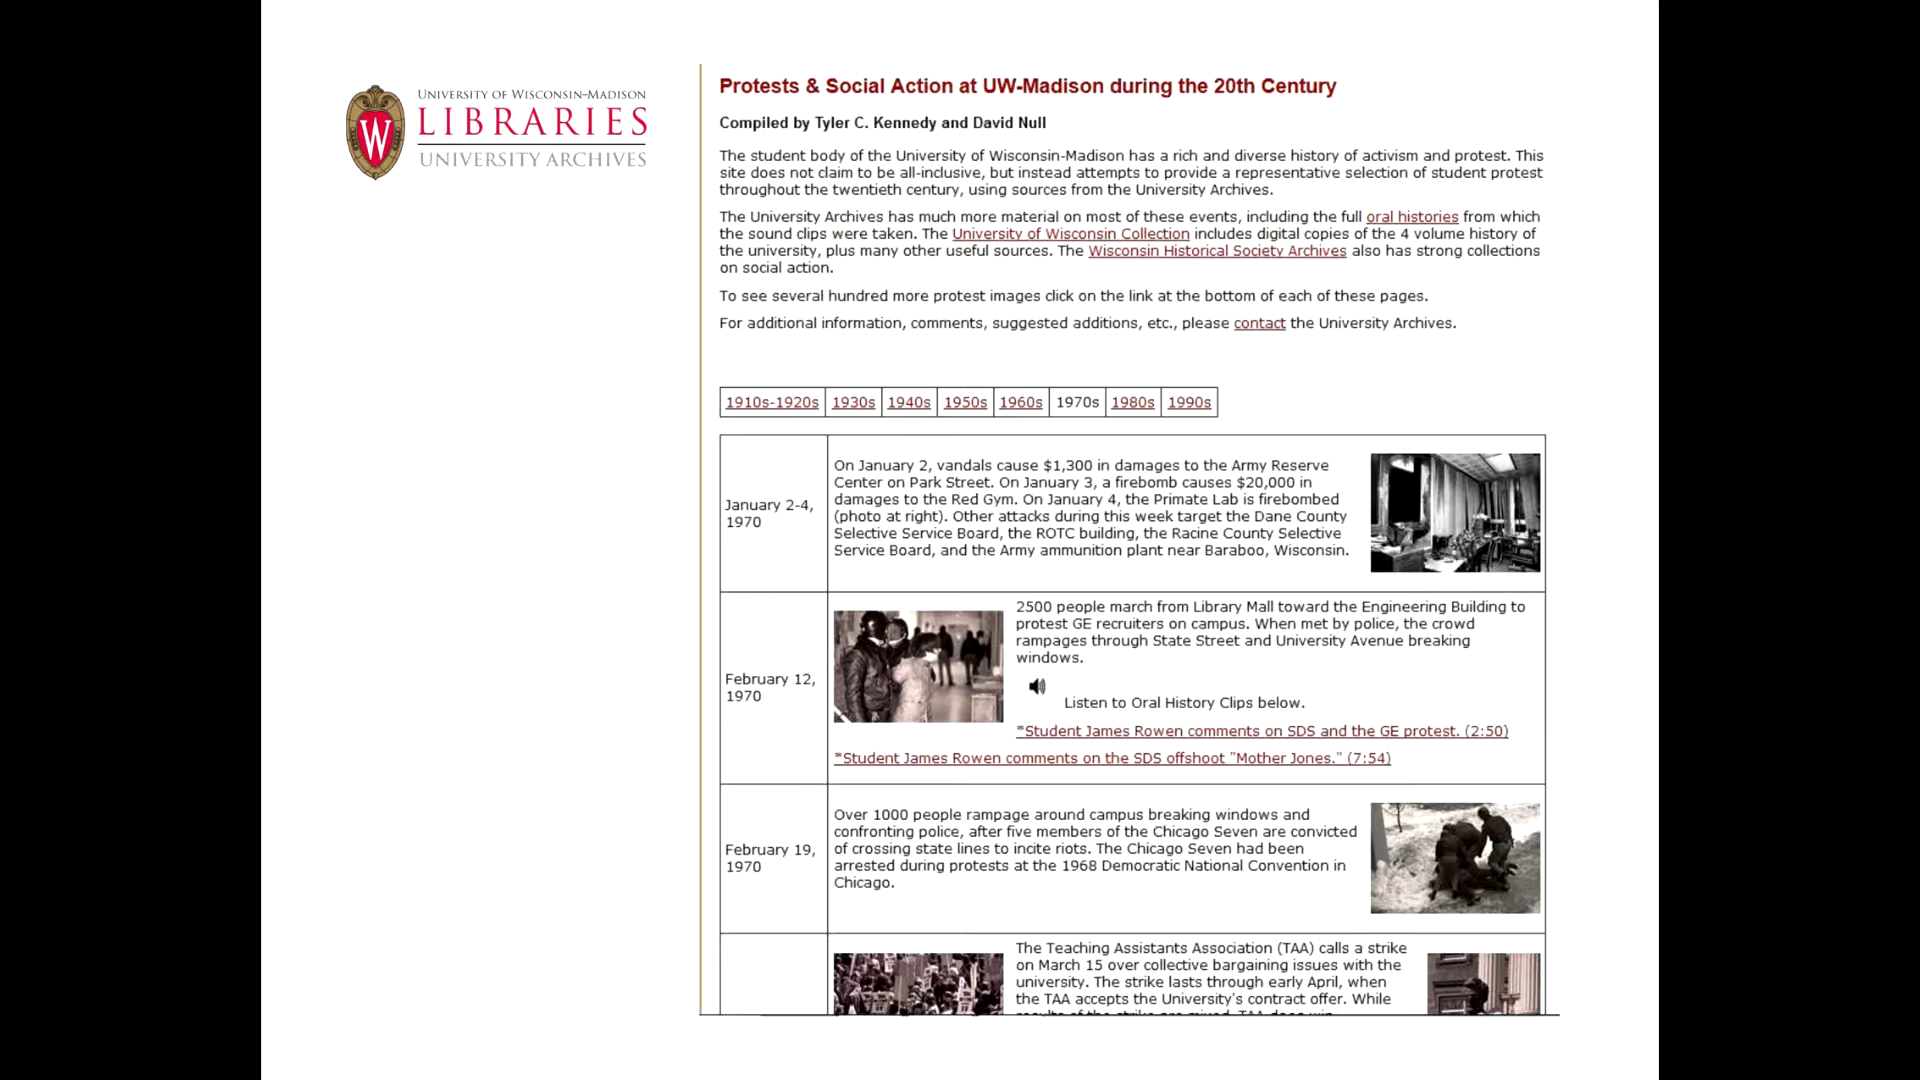 UNIVERSITY OF WISCONSIN–MADISON
LIBRARIES
UNIVERSITY ARCHIVES
W
Protests & Social Action at UW-Madison during the 20th Century
Compiled by Tyler C. Kennedy and David Null
The student body of the University of Wisconsin-Madison has a rich and diverse history of activism and protest. This
site does not claim to be all-inclusive, but instead attempts to provide a representative selection of student protest
throughout the twentieth century, using sources from the University Archives.
The University Archives has much more material on most of these events, including the full oral histories from which
the sound clips were taken. The University of Wisconsin Collection includes digital copies of the 4 volume history of
the university, plus many other useful sources. The Wisconsin Historical Society Archives also has strong collections
on social action.
To see several hundred more protest images click on the link at the bottom of each of these pages.
For additional information, comments, suggested additions, etc., please contact the University Archives.
1910s-1920s 1930s 1940s 1950s 1960s 1970s 1980s 1990s
January 2-4,
1970
On January 2, vandals cause $1,300 in damages to the Army Reserve
Center on Park Street. On January 3, a firebomb causes $20,000 in
damages to the Red Gym. On January 4, the Primate Lab is firebombed
(photo at right). Other attacks during this week target the Dane County
Selective Service Board, the ROTC building, the Racine County Selective
Service Board, and the Army ammunition plant near Baraboo, Wisconsin.
February 12,
1970
2500 people march from Library Mall toward the Engineering Building to
protest GE recruiters on campus. When met by police, the crowd
rampages through State Street and University Avenue breaking
windows.
Listen to Oral History Clips below.
*Student James Rowen comments on SDS and the GE protest. (2:50)
*Student James Rowen comments on the SDS offshoot "Mother Jones." (7:54)
February 19,
1970
Over 1000 people rampage around campus breaking windows and
confronting police, after five members of the Chicago Seven are convicted
of crossing state lines to incite riots. The Chicago Seven had been
arrested during protests at the 1968 Democratic National Convention in
Chicago.
The Teaching Assistants Association (TAA) calls a strike
on March 15 over collective bargaining issues with the
university. The strike lasts through early April, when
the TAA accepts the University's contract offer. While
results of the strike are mixed, TAA does win